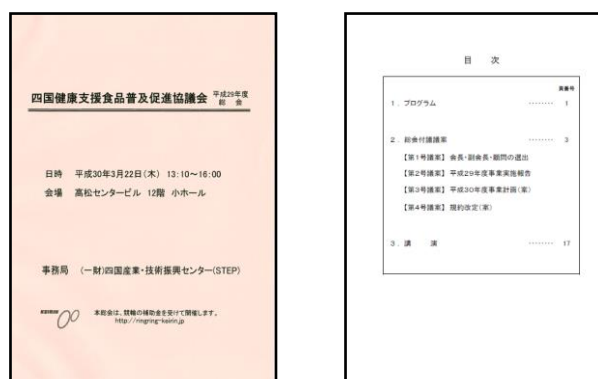 四国健康支援食品普及促進協議会 平成29年度
総 会
日時 平成30年3月22日(木) 13:10~16:00
会場 高松センタービル 12階 小ホール
事務局 (一財)四国産業・技術振興センター(STEP)
本総会は、競輪の補助金を受けて開催します。
http://ringring-keirin.jp
目 次
頁番号
1．プログラム ‥‥‥‥ 1
2．総会付議議案 ‥‥‥‥ 3
【第1号議案】 会長・副会長・顧問の選出
【第2号議案】 平成29年度事業実施報告
【第3号議案】 平成30年度事業計画(案)
【第4号議案】 規約改定(案)
3．講 演 ‥‥‥‥ 17